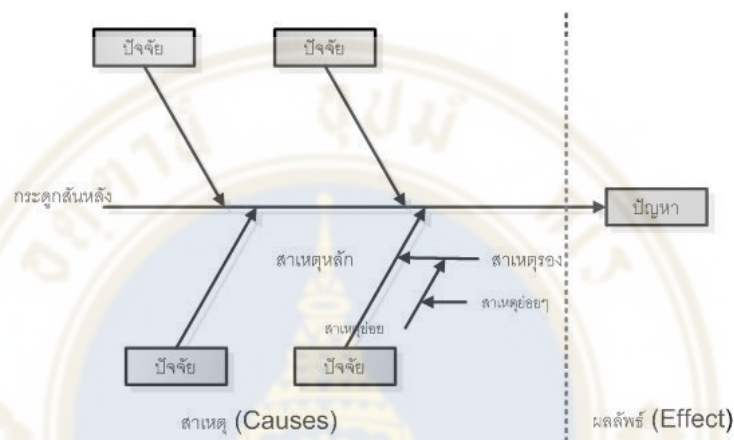 ปัจจัย
ปัจจัย
กระดูกสันหลัง
ปัญหา
สาเหตุหลัก
สาเหตุรอง
สาเหตุย่อยๆ
สาเหตุย่อย
ปัจจัย
ปัจจัย
สาเหตุ (Causes)
ผลลัพธ์ (Effect)